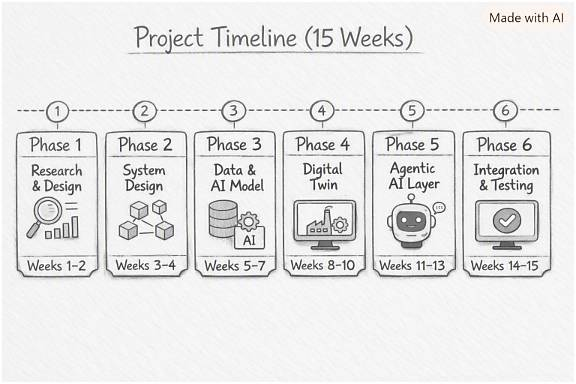 Made with AI
Project Timeline (15 Weeks)
1 2 3 4 5 6
Phase 1
Research
& Design
Weeks 1–2
Phase 2
System
Design
Weeks 3–4
Phase 3
Data &
AI Model
AI
Weeks 5–7
Phase 4
Digital
Twin
Weeks 8–10
Phase 5
Agentic
AI Layer
Weeks 11–13
Phase 6
Integration
& Testing
Weeks 14–15